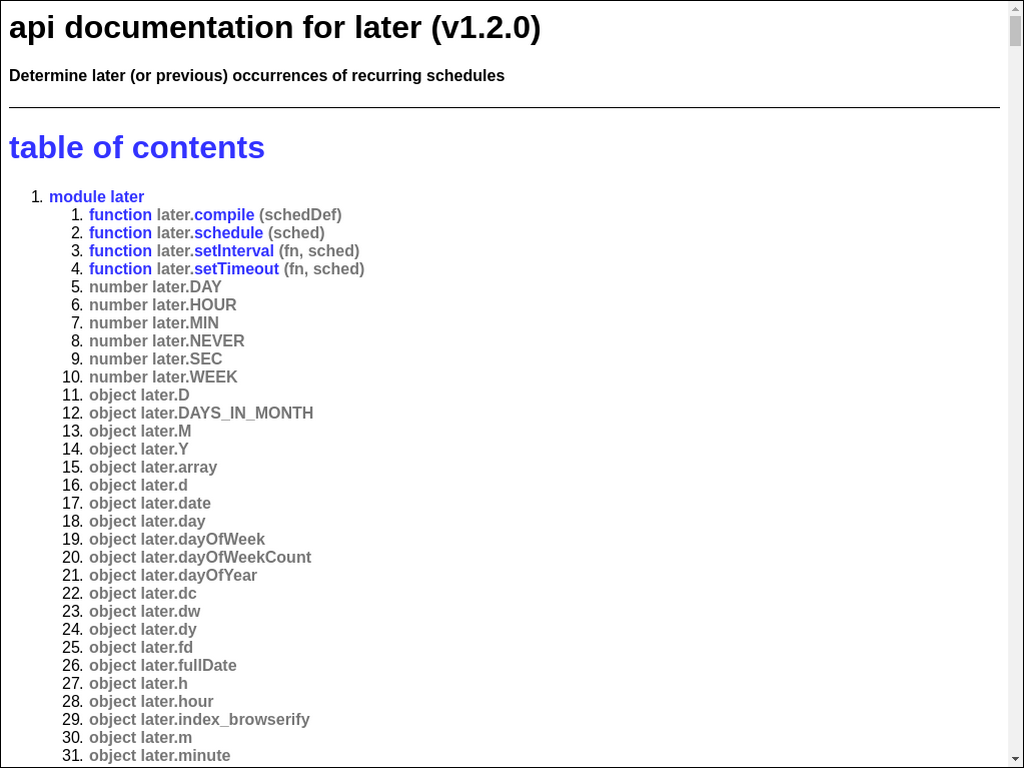 api documentation for later (v1.2.0)
Determine later (or previous) occurrences of recurring schedules
table of contents
1. module later
1. function later.compile (schedDef)
2. function later.schedule (sched)
3. function later.setInterval (fn, sched)
4. function later.setTimeout (fn, sched)
5. number later.DAY
6. number later.HOUR
7. number later.MIN
8. number later.NEVER
9. number later.SEC
10. number later.WEEK
11. object later.D
12. object later.DAYS_IN_MONTH
13. object later.M
14. object later.Y
15. object later.array
16. object later.d
17. object later.date
18. object later.day
19. object later.dayOfWeek
20. object later.dayOfWeekCount
21. object later.dayOfYear
22. object later.dc
23. object later.dw
24. object later.dy
25. object later.fd
26. object later.fullDate
27. object later.h
28. object later.hour
29. object later.index_browserify
30. object later.m
31. object later.minute